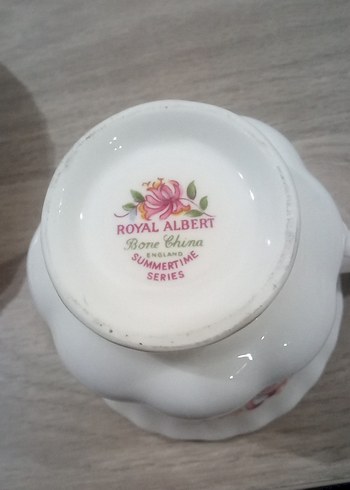 ROYAL ALBERT
Bone China
ENGLAND
SUMMERTIME
SERIES